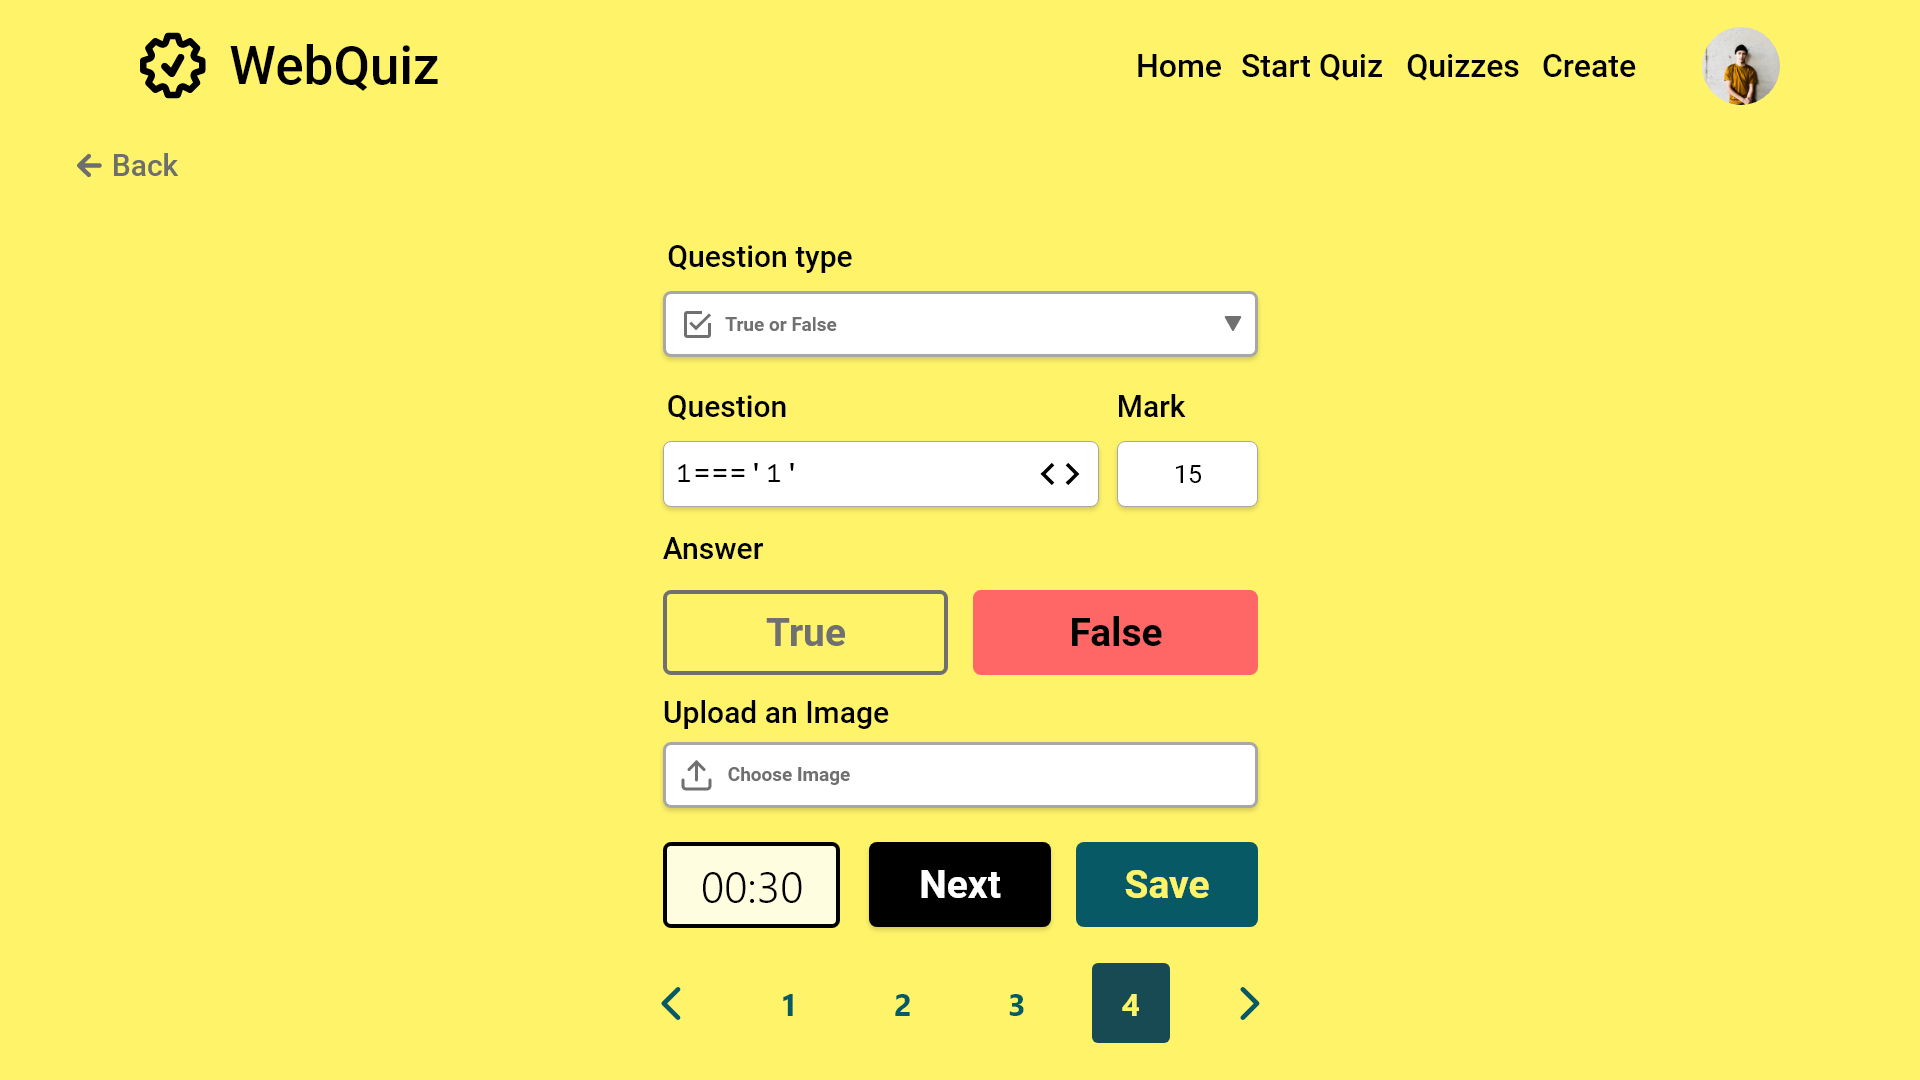 WebQuiz
Home Start Quiz Quizzes Create
Back
Question type
True or False
Question Mark
1==='1' <> 15
Answer
True False
Upload an Image
Choose Image
00:30 Next Save
1 2 3 4